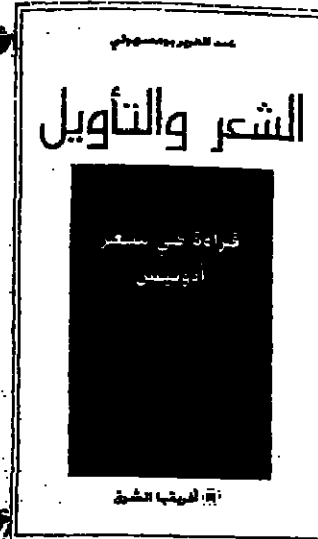 عبد العزيز بومسهولي
الشعر والتأويل
قراءة في شعر
أدونيس
أفريقيا الشرق